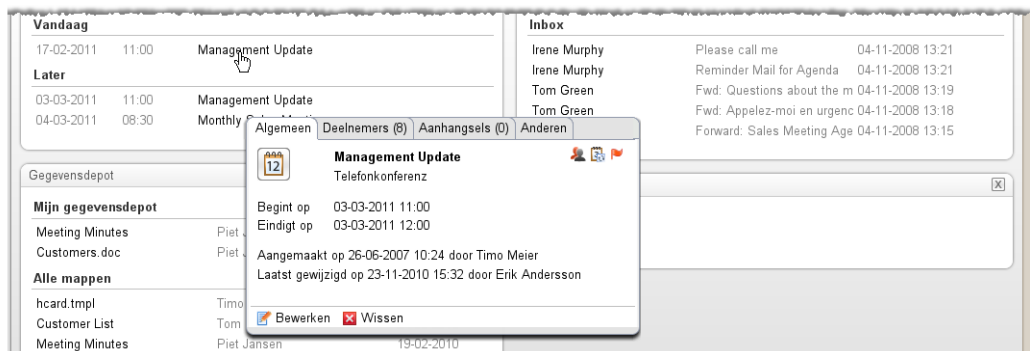 Vandaag
17-02-2011 11:00 Management Update
Later
03-03-2011 11:00 Management Update
04-03-2011 08:30 Monthly
Inbox
Irene Murphy Please call me 04-11-2008 13:21
Irene Murphy Reminder Mail for Agenda 04-11-2008 13:21
Tom Green Fwd: Questions about the m 04-11-2008 13:19
Tom Green Fwd: Appelez-moi en urgenc 04-11-2008 13:18
Forward: Sales Meeting Age 04-11-2008 13:15
Algemeen Deelnemers (8) Aanhangsels (0) Anderen
12
Management Update
Telefonkonferenz
Begint op 03-03-2011 11:00
Eindigt op 03-03-2011 12:00
Aangemaakt op 26-06-2007 10:24 door Timo Meier
Laatst gewijzigd op 23-11-2010 15:32 door Erik Andersson
Bewerken Wissen
Gegevensdepot
Mijn gegevensdepot
Meeting Minutes Piet
Customers.doc Piet
Alle mappen
hcard.tmpl Timo
Customer List Tom
Meeting Minutes Piet Jansen 19-02-2010